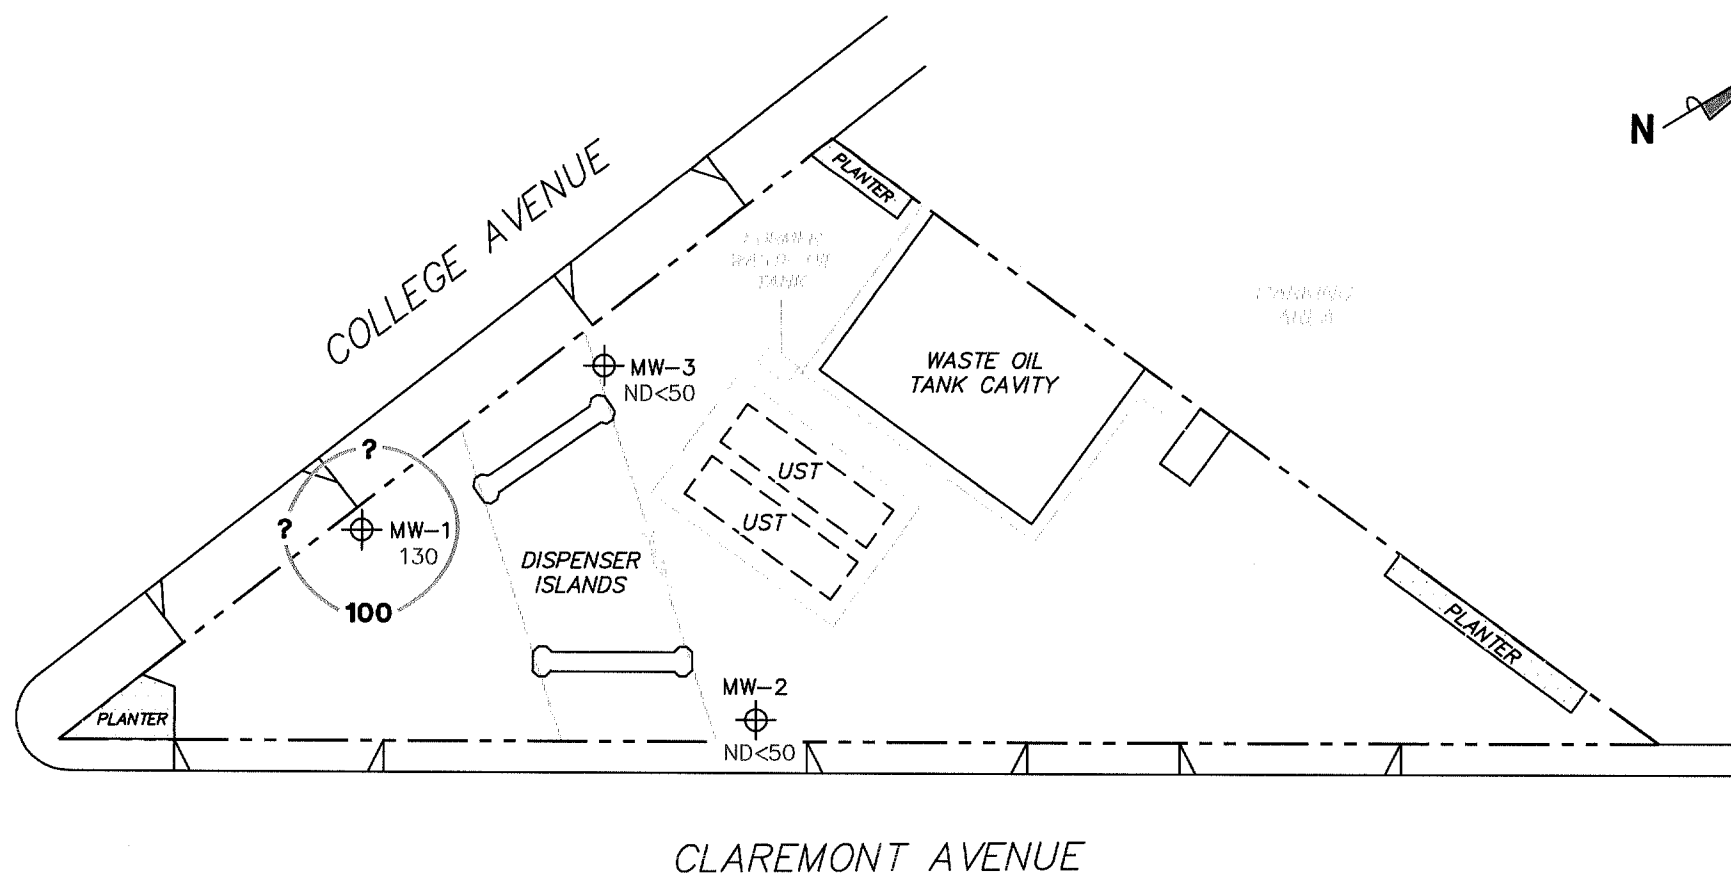 COLLEGE AVENUE
N
PLANTER
TANK
WASTE OIL
TANK CAVITY
MW-3
ND<50
?
UST
?
MW-1
130
UST
DISPENSER
ISLANDS
100
PLANTER
MW-2
PLANTER
ND<50
CLAREMONT AVENUE